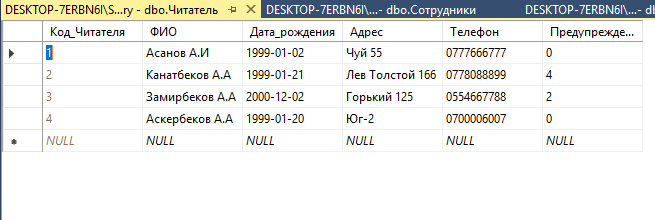 DESKTOP-7ERBN6I\S...ry - dbo.Читатель DESKTOP-7ERBN6I\...- dbo.Сотрудники DESKTOP-7ERBN6I\...- db
Код_Читателя ФИО Дата_рождения Адрес Телефон Предупрежде...
1 Асанов А.И 1999-01-02 Чуй 55 0777666777 0
2 Канатбеков А.А 1999-01-21 Лев Толстой 166 0778088899 4
3 Замирбеков А.А 2000-12-02 Горький 125 0554667788 2
4 Аскербеков А.А 1999-01-20 Юг-2 0700006007 0
NULL NULL NULL NULL NULL NULL